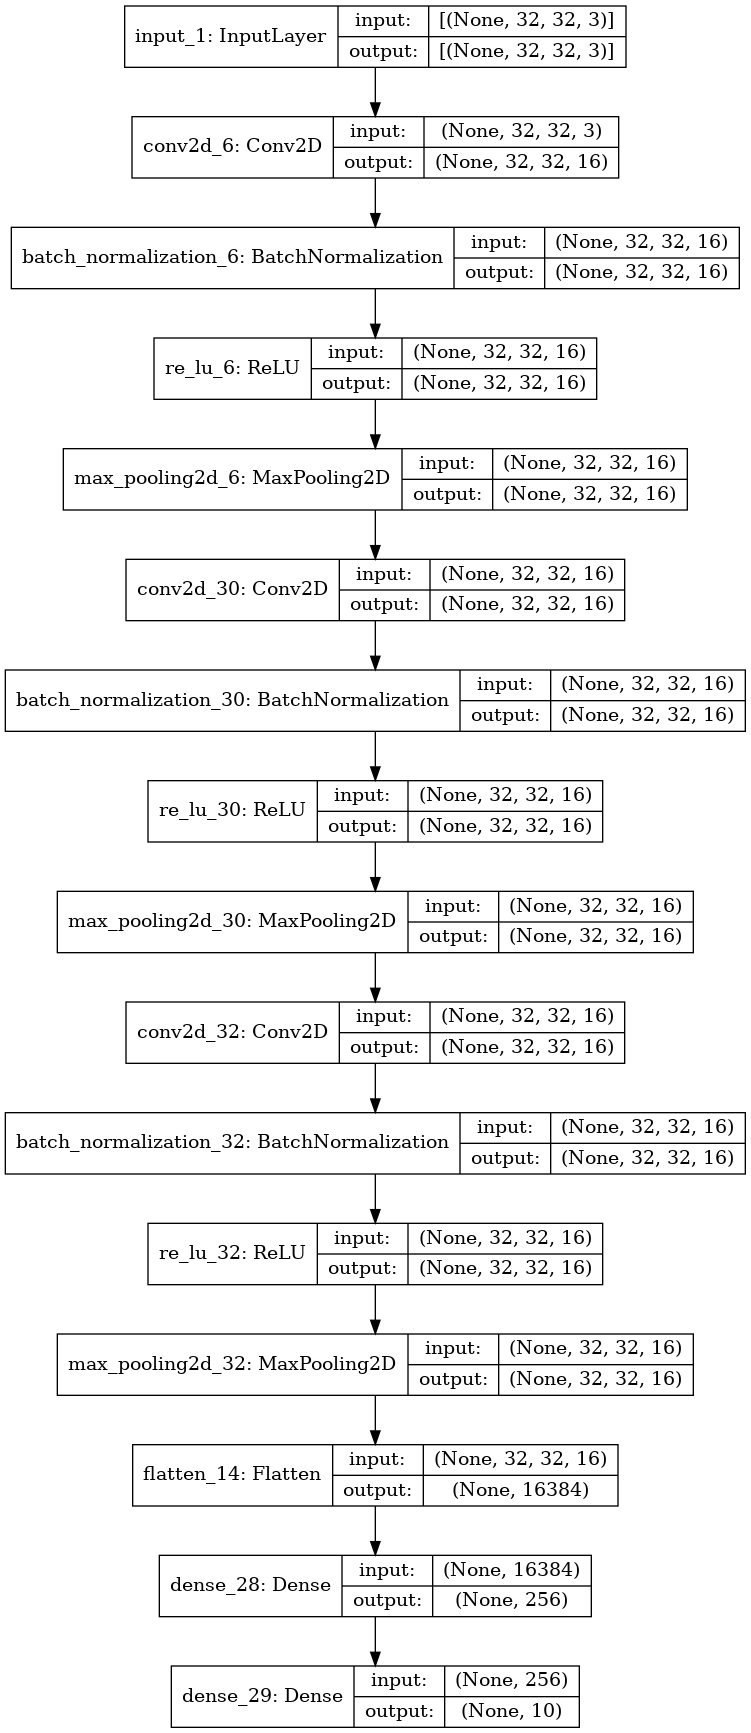 input_1: InputLayer
input: [(None, 32, 32, 3)]
output: [(None, 32, 32, 3)]
conv2d_6: Conv2D
input: (None, 32, 32, 3)
output: (None, 32, 32, 16)
batch_normalization_6: BatchNormalization
input: (None, 32, 32, 16)
output: (None, 32, 32, 16)
re_lu_6: ReLU
input: (None, 32, 32, 16)
output: (None, 32, 32, 16)
max_pooling2d_6: MaxPooling2D
input: (None, 32, 32, 16)
output: (None, 32, 32, 16)
conv2d_30: Conv2D
input: (None, 32, 32, 16)
output: (None, 32, 32, 16)
batch_normalization_30: BatchNormalization
input: (None, 32, 32, 16)
output: (None, 32, 32, 16)
re_lu_30: ReLU
input: (None, 32, 32, 16)
output: (None, 32, 32, 16)
max_pooling2d_30: MaxPooling2D
input: (None, 32, 32, 16)
output: (None, 32, 32, 16)
conv2d_32: Conv2D
input: (None, 32, 32, 16)
output: (None, 32, 32, 16)
batch_normalization_32: BatchNormalization
input: (None, 32, 32, 16)
output: (None, 32, 32, 16)
re_lu_32: ReLU
input: (None, 32, 32, 16)
output: (None, 32, 32, 16)
max_pooling2d_32: MaxPooling2D
input: (None, 32, 32, 16)
output: (None, 32, 32, 16)
flatten_14: Flatten
input: (None, 32, 32, 16)
output: (None, 16384)
dense_28: Dense
input: (None, 16384)
output: (None, 256)
dense_29: Dense
input: (None, 256)
output: (None, 10)